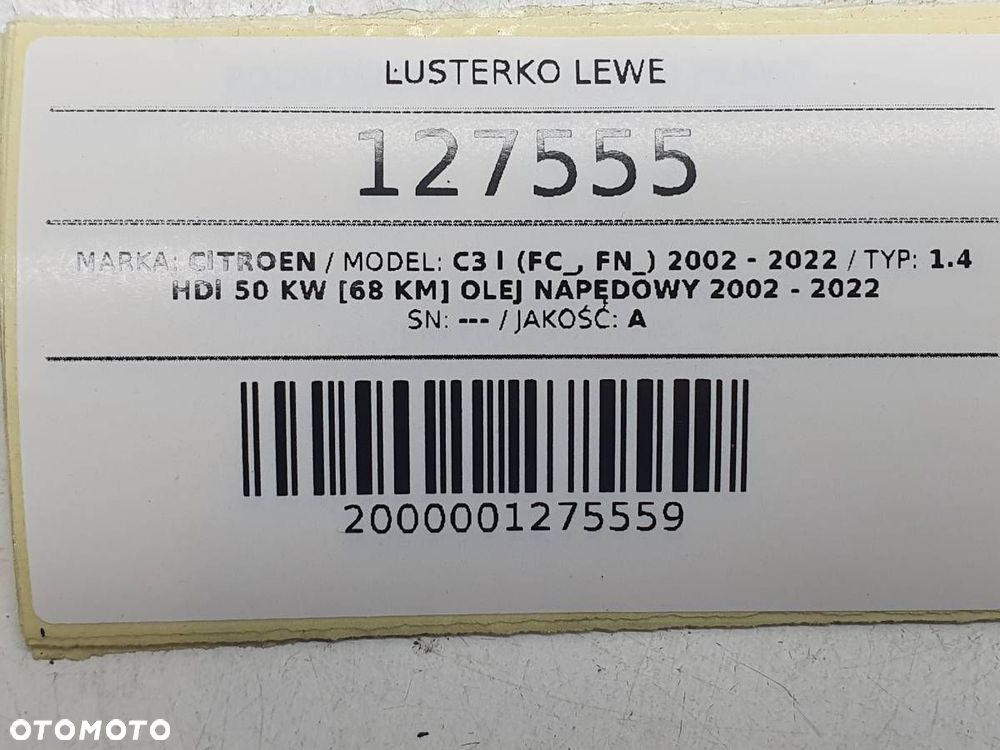 LUSTERKO LEWE
127555
MARKA: CITROEN / MODEL: C3 I (FC_, FN_) 2002 - 2022 / TYP: 1.4
HDI 50 KW [68 KM] OLEJ NAPĘDOWY 2002 - 2022
SN: --- / JAKOŚĆ: A
2000001275559
OTOMOTO